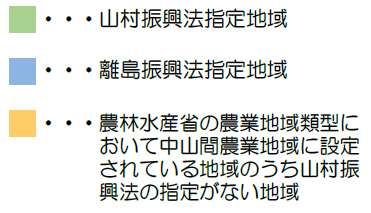 ・・・山村振興法指定地域
・・・離島振興法指定地域
・・・農林水産省の農業地域類型に
おいて中山間農業地域に設定
されている地域のうち山村振
興法の指定がない地域